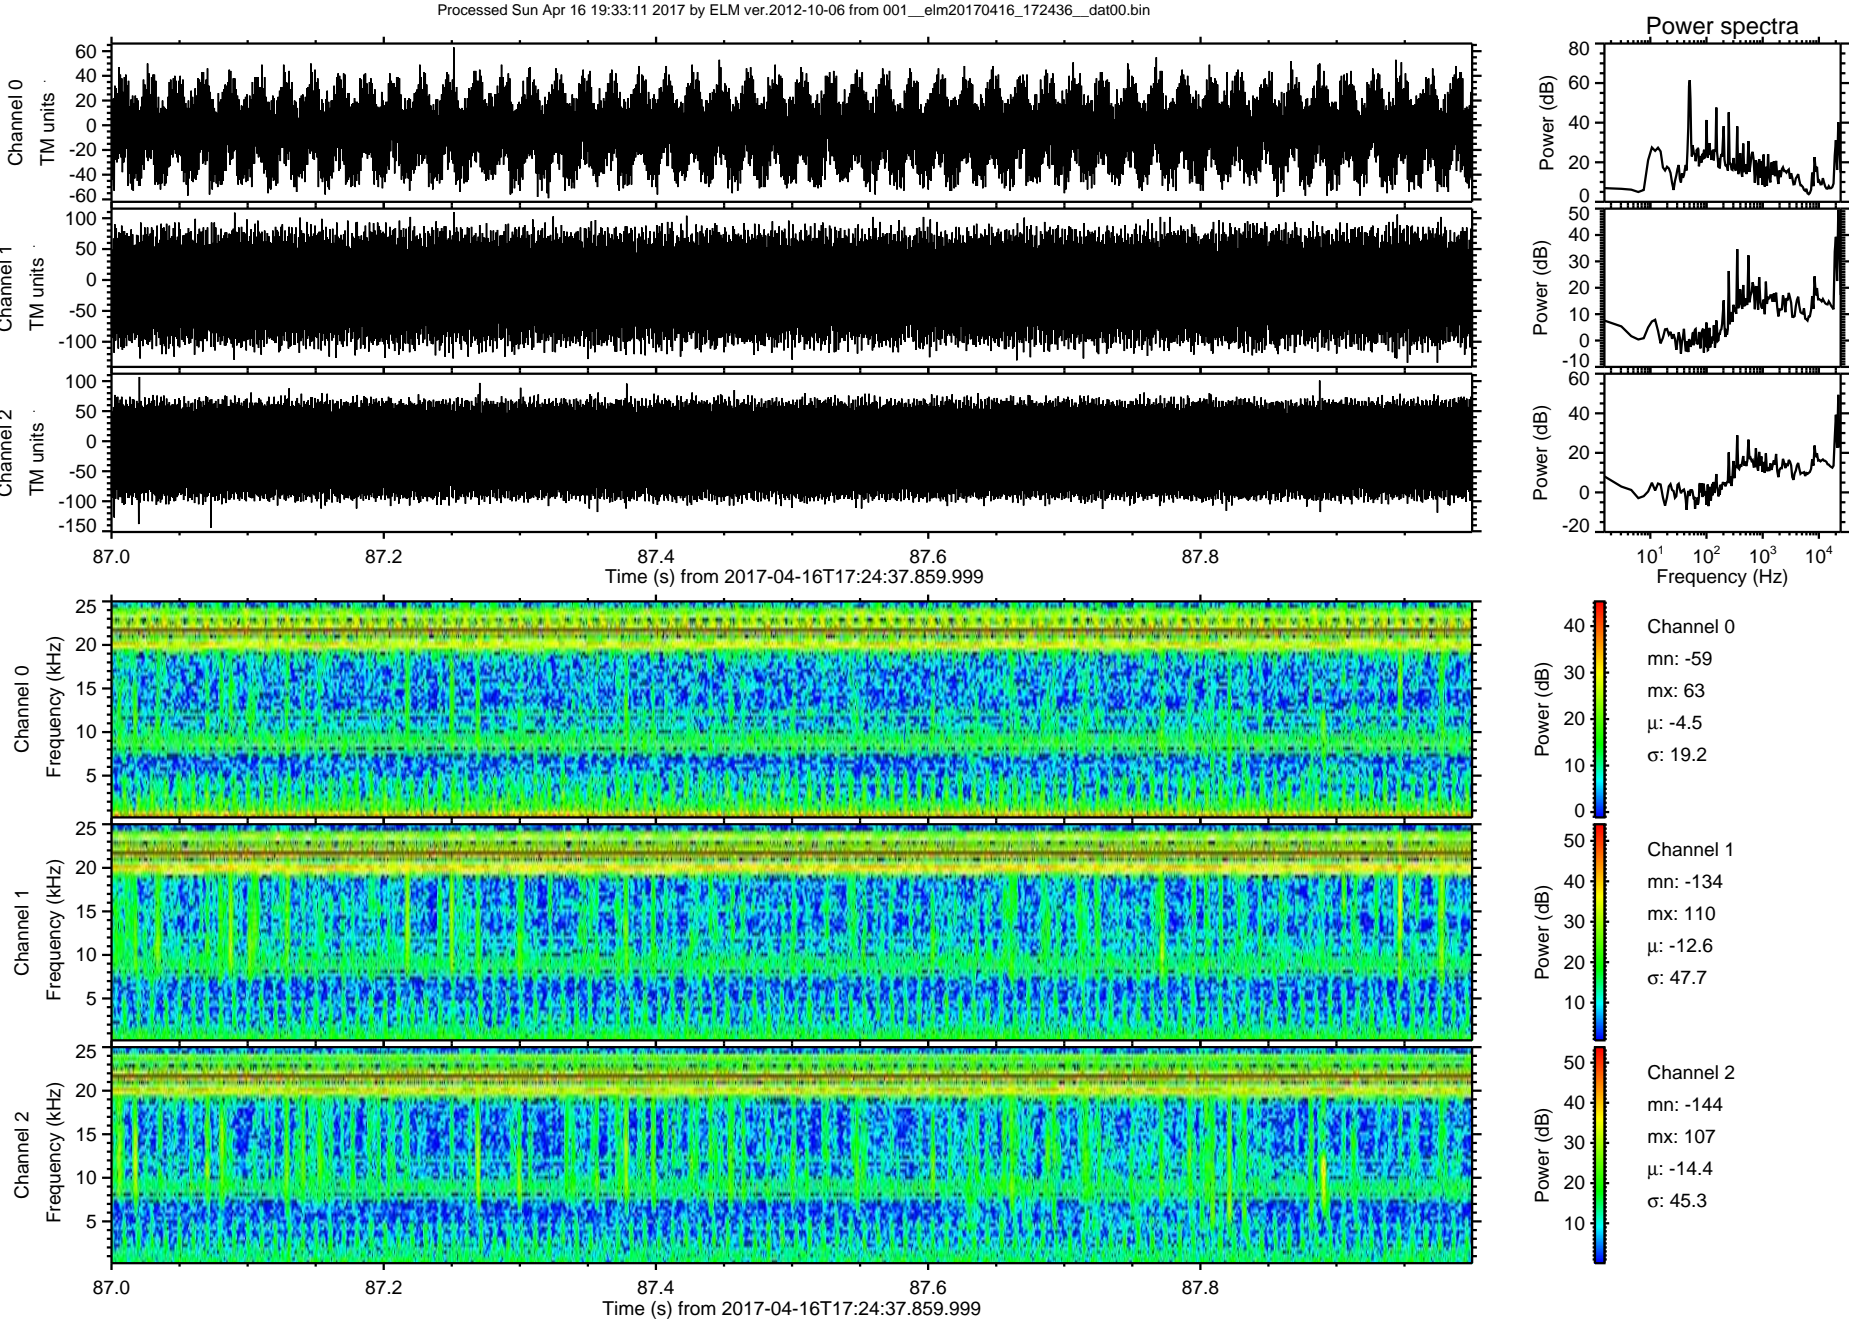 Processed Sun Apr 16 19:33:11 2017 by ELM ver.2012-10-06 from 001__elm20170416_172436__dat00.bin
Power spectra
Channel 0
TM units
60
40
20
0
-20
-40
-60
Power (dB)
80
60
40
20
0
Channel 1
TM units
100
50
0
-50
-100
Power (dB)
50
40
30
20
10
0
-10
Channel 2
TM units
100
50
0
-50
-100
-150
Power (dB)
60
40
20
0
-20
87.0 87.2 87.4 87.6 87.8
Time (s) from 2017-04-16T17:24:37.859.999
10^1 10^2 10^3 10^4
Frequency (Hz)
Channel 0
Frequency (kHz)
25
20
15
10
5
Power (dB)
40
30
20
10
0
Channel 0
mn: -59
mx: 63
μ: -4.5
σ: 19.2
Channel 1
Frequency (kHz)
25
20
15
10
5
Power (dB)
50
40
30
20
10
Channel 1
mn: -134
mx: 110
μ: -12.6
σ: 47.7
Channel 2
Frequency (kHz)
25
20
15
10
5
Power (dB)
50
40
30
20
10
Channel 2
mn: -144
mx: 107
μ: -14.4
σ: 45.3
87.0 87.2 87.4 87.6 87.8
Time (s) from 2017-04-16T17:24:37.859.999